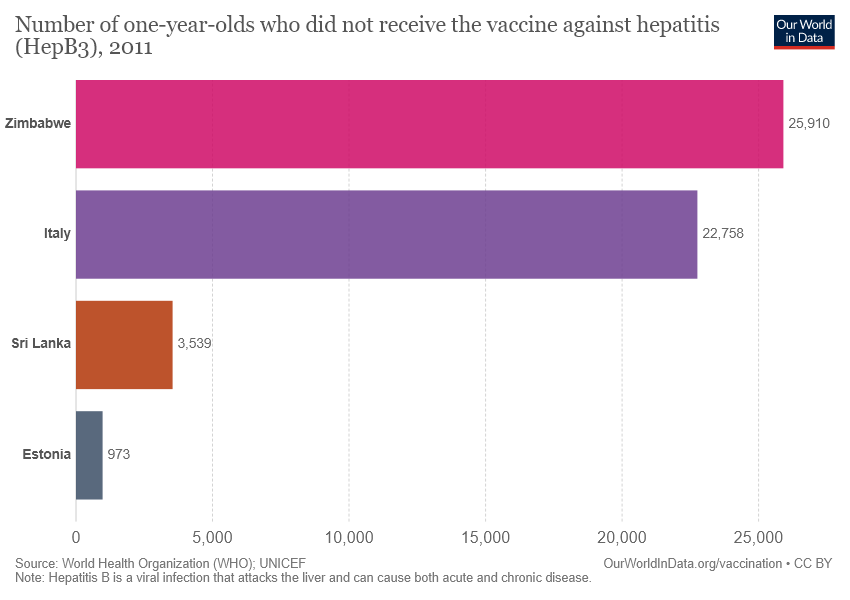 Number of one-year-olds who did not receive the vaccine against hepatitis
(HepB3), 2011
Our World
in Data
Zimbabwe
25,910
Italy
22,758
Sri Lanka
3,539
Estonia
973
0
5,000
10,000
15,000
20,000
25,000
Source: World Health Organization (WHO); UNICEF
OurWorldInData.org/vaccination • CC BY
Note: Hepatitis B is a viral infection that attacks the liver and can cause both acute and chronic disease.